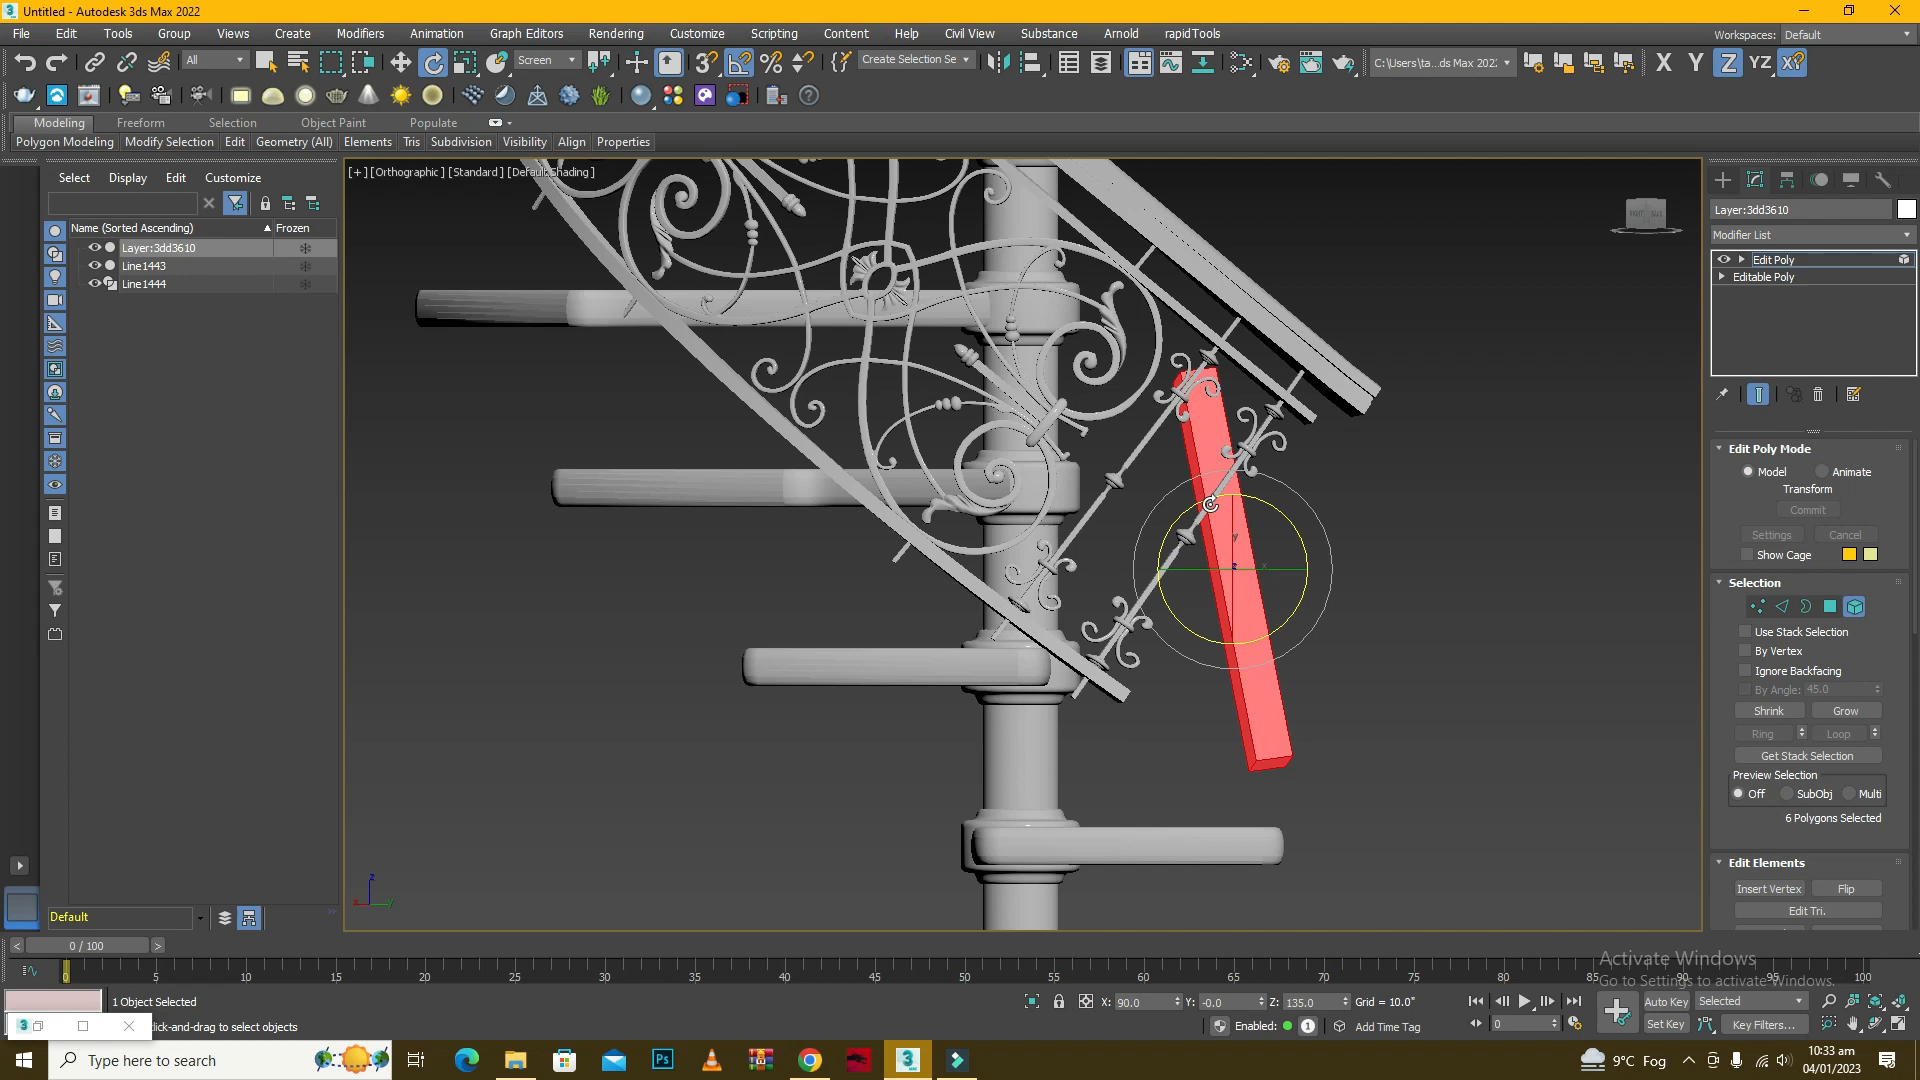 Untitled - Autodesk 3ds Max 2022
File Edit Tools Group Views Create Modifiers Animation Graph Editors Rendering Customize Scripting Content Help Civil View Substance Arnold rapidTools
Workspaces: Default
All Screen Create Selection Se C:\Users\ta...ds Max 202: X Y Z YZ XY
Modeling Freeform Selection Object Paint Populate
Polygon Modeling Modify Selection Edit Geometry (All) Elements Tris Subdivision Visibility Align Properties
[+] [Orthographic ] [Standard ] [Default Shading ]
Select Display Edit Customize
Name (Sorted Ascending) Frozen
Layer:3dd3610
Line1443
Line1444
Default
Layer:3dd3610
Modifier List
Edit Poly
Editable Poly
Edit Poly Mode
Model Animate
Transform
Commit
Settings Cancel
Show Cage
Selection
Use Stack Selection
By Vertex
Ignore Backfacing
By Angle: 45.0
Shrink Grow
Ring Loop
Get Stack Selection
Preview Selection
Off SubObj Multi
6 Polygons Selected
Edit Elements
Insert Vertex Flip
Edit Tri.
y
z x
z
x y
0 / 100
0 5 10 15 20 25 30 35 40 45 50 55 60 65 70 75 80 85 90 95 100
Activate Windows
Go to Settings to activate Windows.
1 Object Selected
X: 90.0 Y: -0.0 Z: 135.0 Grid = 10.0"
Auto Key Selected
lick-and-drag to select objects
Enabled: 1 Add Time Tag
0
Set Key Key Filters...
Type here to search
9°C Fog
10:33 am
04/01/2023